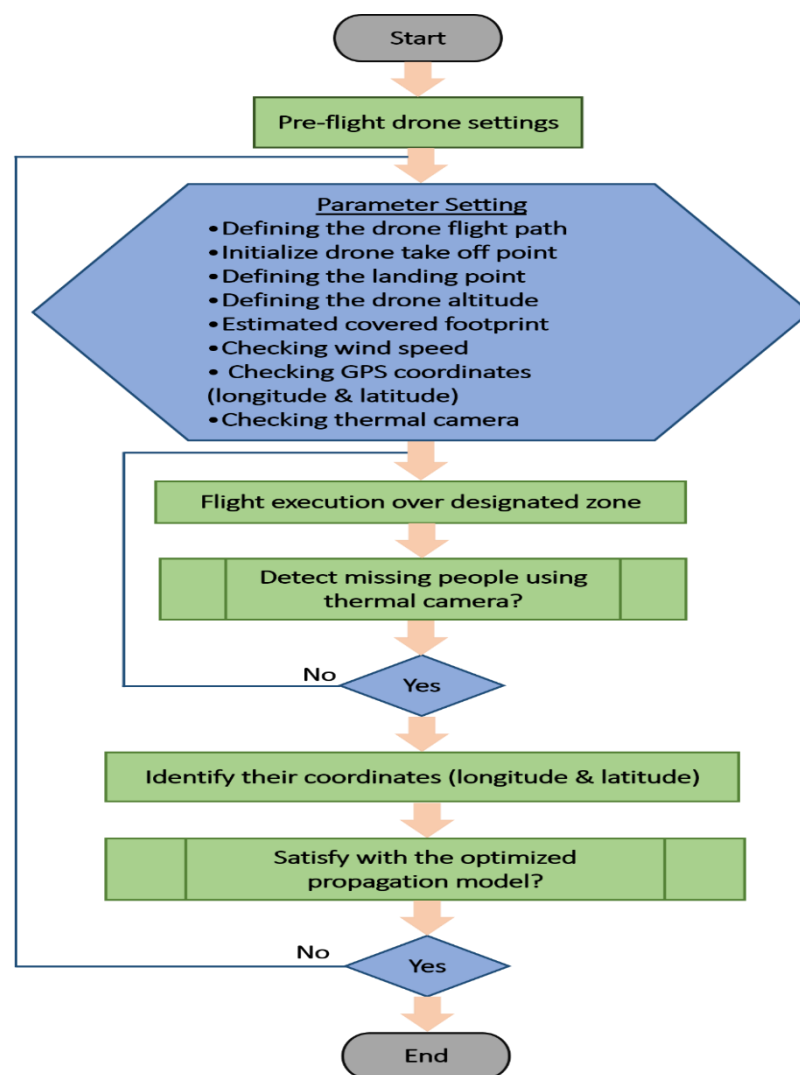 Start
Pre-flight drone settings
Parameter Setting
•Defining the drone flight path
•Initialize drone take off point
•Defining the landing point
•Defining the drone altitude
•Estimated covered footprint
•Checking wind speed
• Checking GPS coordinates
(longitude & latitude)
•Checking thermal camera
Flight execution over designated zone
Detect missing people using
thermal camera?
No
Yes
Identify their coordinates (longitude & latitude)
Satisfy with the optimized
propagation model?
No
Yes
End